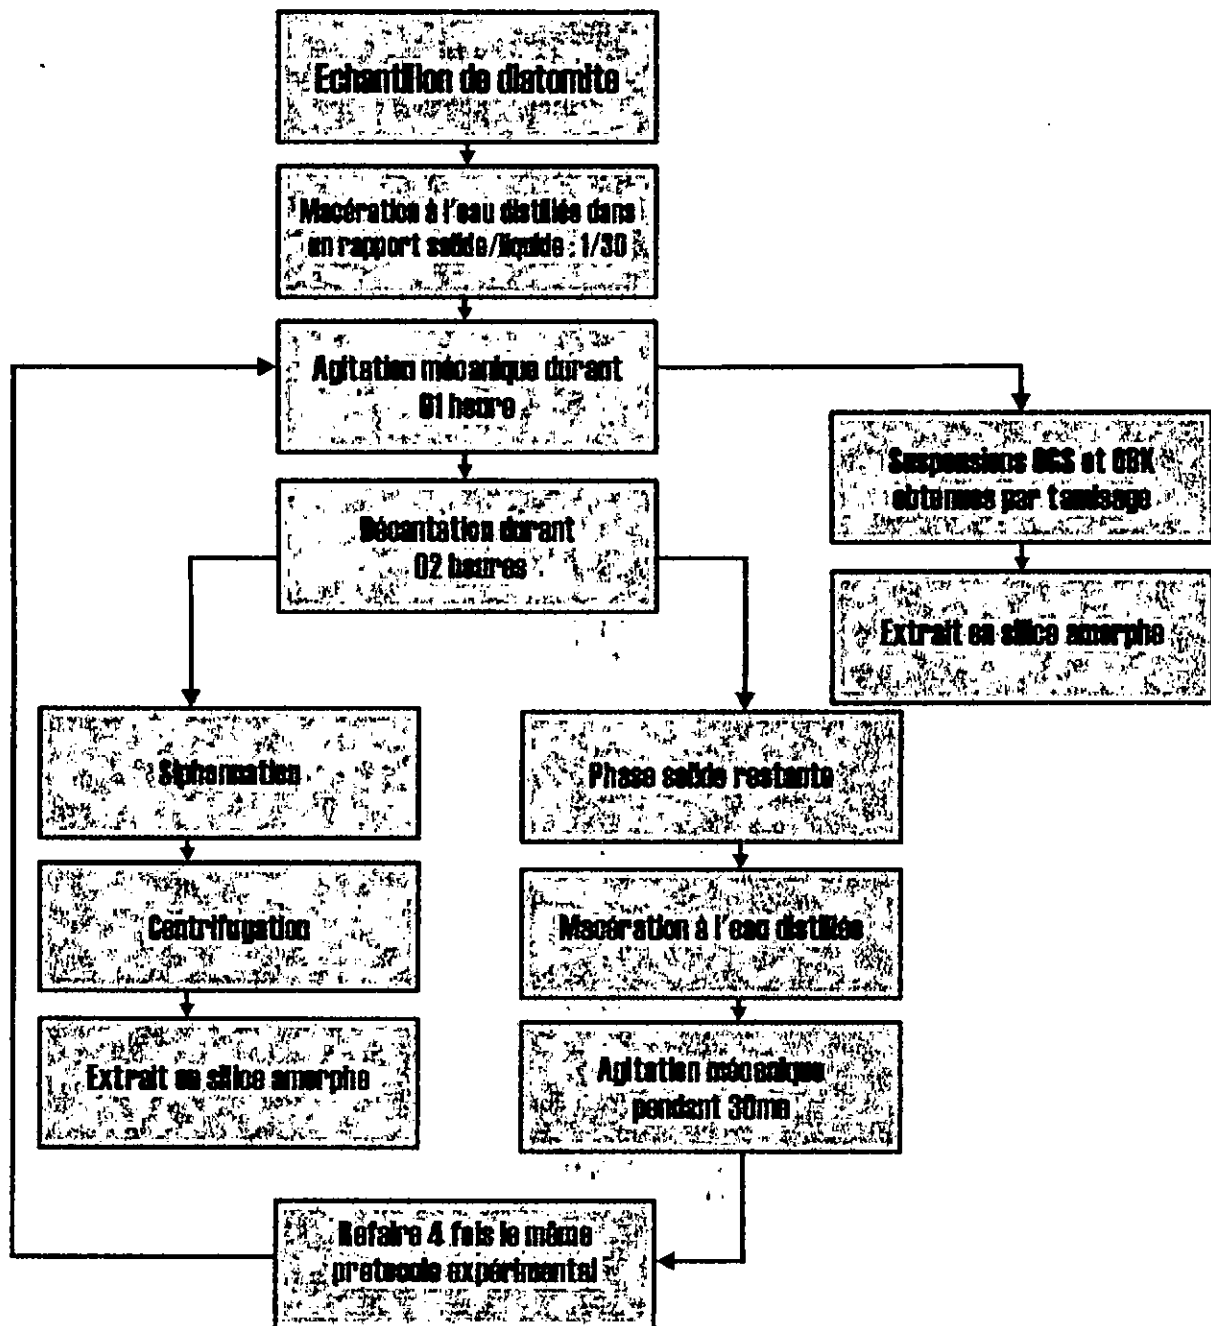 Echantillon de diatomite
Macération à l'eau distillée dans
un rapport solide/liquide : 1/30
Agitation mécanique durant
01 heure
Suspensions et
obtenues par tamisage
Décantation durant
02 heures
Extrait en silice amorphe
Siphonnation
Phase solide restante
Centrifugation
Macération à l'eau distillée
Extrait en silice amorphe
Agitation mécanique
pendant 30mn
Refaire 4 fois le même
protocole expérimental